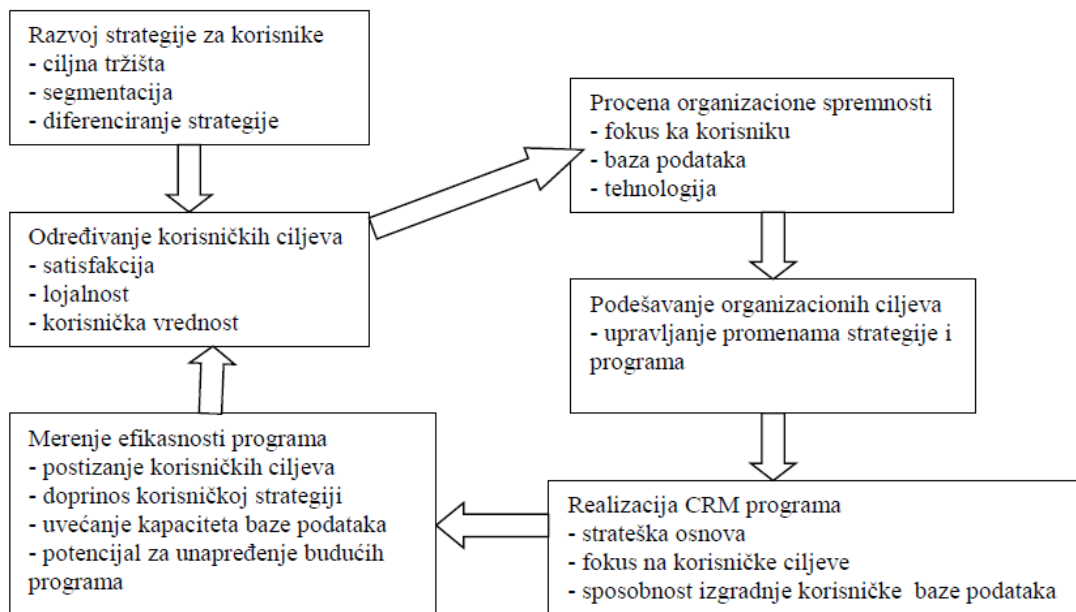 Razvoj strategije za korisnike
- ciljna tržišta
- segmentacija
- diferenciranje strategije
Određivanje korisničkih ciljeva
- satisfakcija
- lojalnost
- korisnička vrednost
Procena organizacione spremnosti
- fokus ka korisniku
- baza podataka
- tehnologija
Podešavanje organizacionih ciljeva
- upravljanje promenama strategije i
programa
Realizacija CRM programa
- strateška osnova
- fokus na korisničke ciljeve
- sposobnost izgradnje korisničke baze podataka
Merenje efikasnosti programa
- postizanje korisničkih ciljeva
- doprinos korisničkoj strategiji
- uvećanje kapaciteta baze podataka
- potencijal za unapređenje budućih
programa